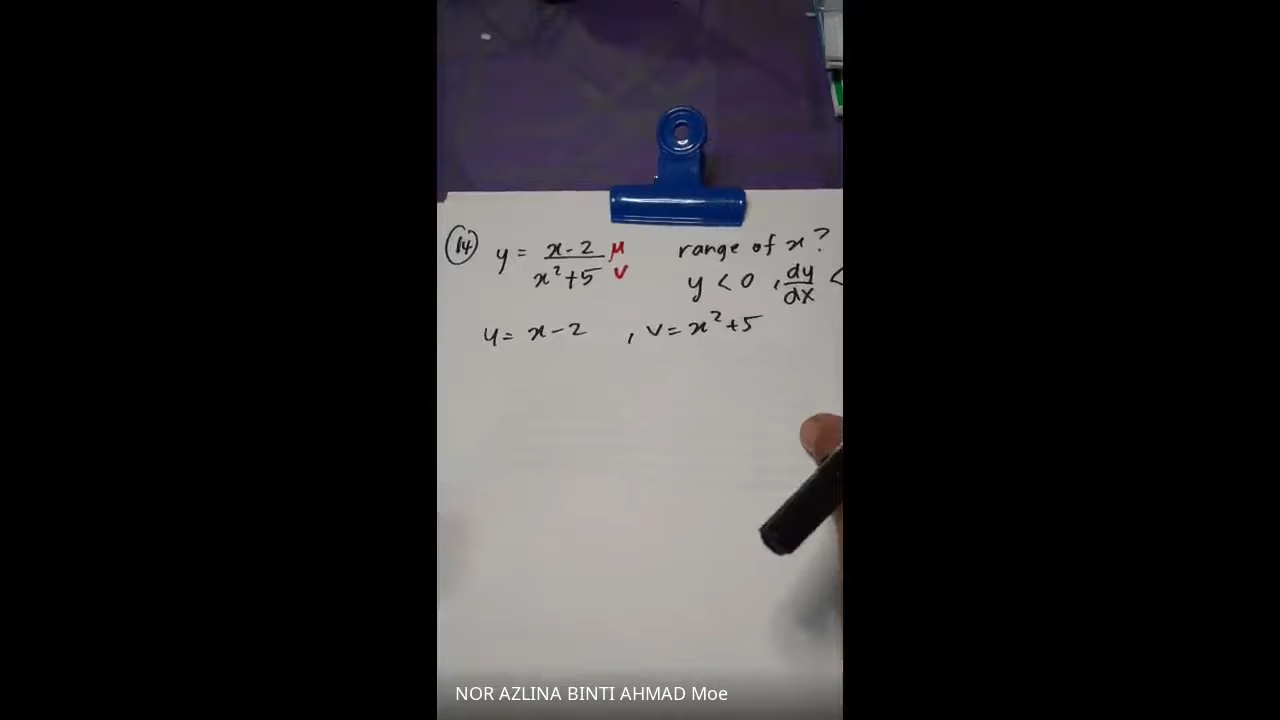 14 y = x-2 / x²+5 μ v range of x?
y < 0 , dy/dx <
u = x-2 , v = x²+5
NOR AZLINA BINTI AHMAD Moe